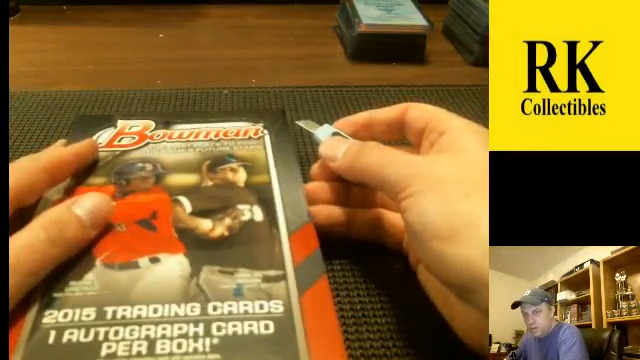 RK
Collectibles
Bowman
2015 TRADING CARDS
1 AUTOGRAPH CARD
PER BOX!*